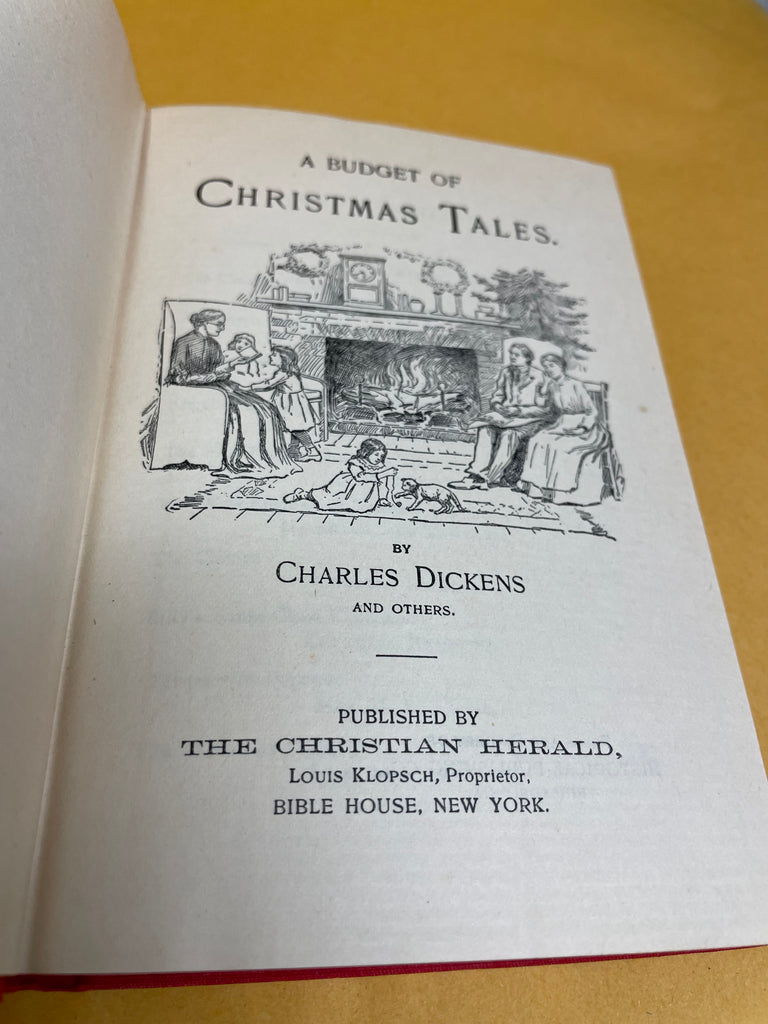 A BUDGET OF
CHRISTMAS TALES.
BY
CHARLES DICKENS
AND OTHERS.
PUBLISHED BY
THE CHRISTIAN HERALD,
LOUIS KLOPSCH, Proprietor,
BIBLE HOUSE, NEW YORK.